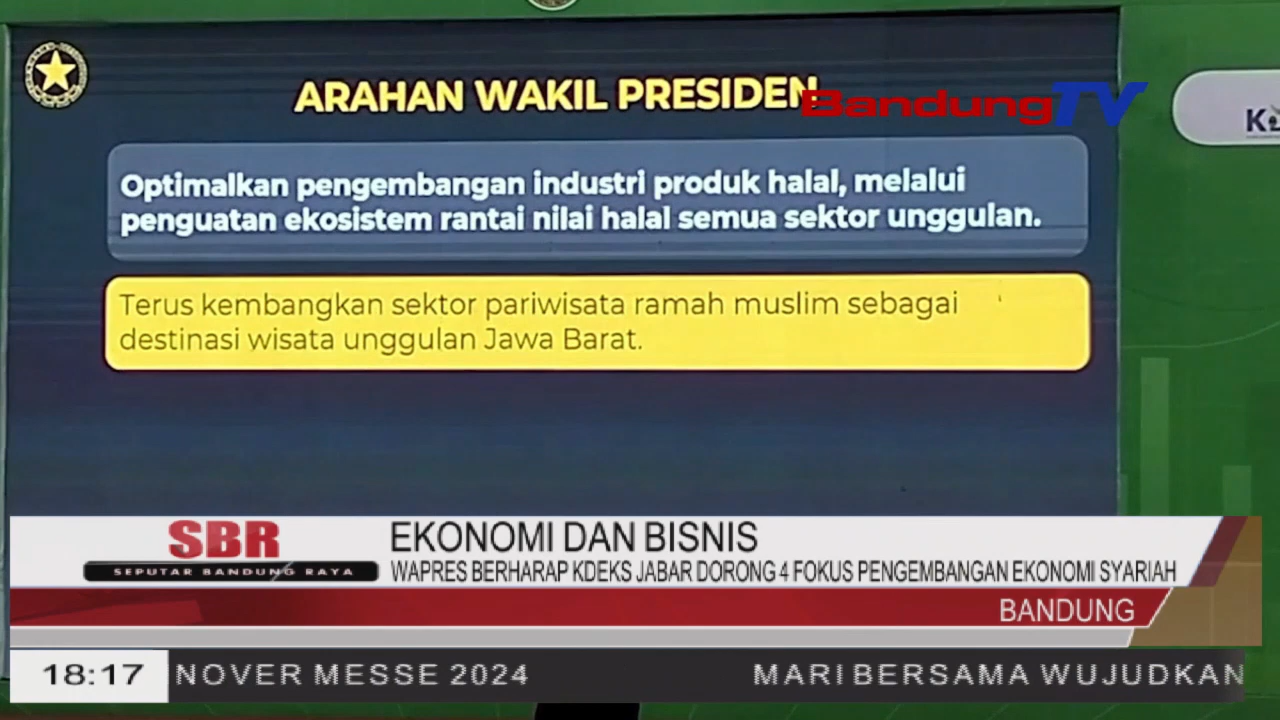 ARAHAN WAKIL PRESIDEN
BandungTV
Optimalkan pengembangan industri produk halal, melalui
penguatan ekosistem rantai nilai halal semua sektor unggulan.
Terus kembangkan sektor pariwisata ramah muslim sebagai
destinasi wisata unggulan Jawa Barat.
SBR
SEPUTAR BANDUNG RAYA
EKONOMI DAN BISNIS
WAPRES BERHARAP KDEKS JABAR DORONG 4 FOKUS PENGEMBANGAN EKONOMI SYARIAH
BANDUNG
18:17
NOVER MESSE 2024
MARI BERSAMA WUJUDKAN